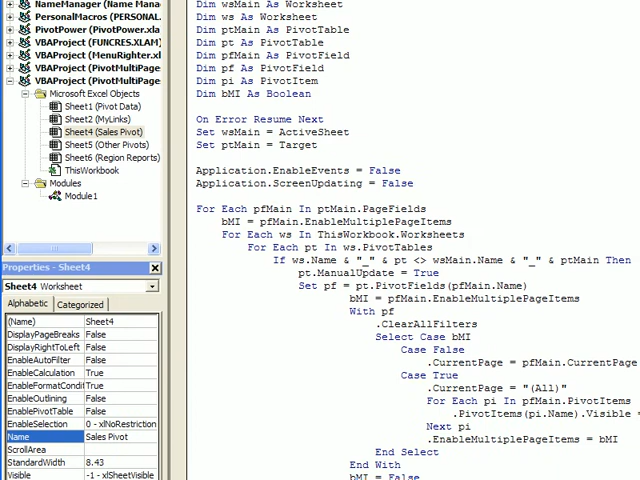 NameManager (Name Mana
PersonalMacros (PERSONAL.
PivotPower (PivotPower.xla
VBAProject (FUNCRES.XLAM)
VBAProject (MenuRighter.xl
VBAProject (PivotMultiPages
VBAProject (PivotMultiPages
Microsoft Excel Objects
Sheet1 (Pivot Data)
Sheet2 (MyLinks)
Sheet4 (Sales Pivot)
Sheet5 (Other Pivots)
Sheet6 (Region Reports)
ThisWorkbook
Modules
Module1
Properties - Sheet4
Sheet4 Worksheet
Alphabetic Categorized
(Name) Sheet4
DisplayPageBreaks False
DisplayRightToLeft False
EnableAutoFilter False
EnableCalculation True
EnableFormatCondit True
EnableOutlining False
EnablePivotTable False
EnableSelection 0 - xlNoRestriction
Name Sales Pivot
ScrollArea
StandardWidth 8.43
Visible -1 - xlSheetVisible
Dim wsMain As Worksheet
Dim ws As Worksheet
Dim ptMain As PivotTable
Dim pt As PivotTable
Dim pfMain As PivotField
Dim pf As PivotField
Dim pi As PivotItem
Dim bMI As Boolean
On Error Resume Next
Set wsMain = ActiveSheet
Set ptMain = Target
Application.EnableEvents = False
Application.ScreenUpdating = False
For Each pfMain In ptMain.PageFields
bMI = pfMain.EnableMultiplePageItems
For Each ws In ThisWorkbook.Worksheets
For Each pt In ws.PivotTables
If ws.Name & "_" & pt <> wsMain.Name & "_" & ptMain Then
pt.ManualUpdate = True
Set pf = pt.PivotFields(pfMain.Name)
bMI = pfMain.EnableMultiplePageItems
With pf
.ClearAllFilters
Select Case bMI
Case False
.CurrentPage = pfMain.CurrentPage
Case True
.CurrentPage = "(All)"
For Each pi In pfMain.PivotItems
.PivotItems(pi.Name).Visible =
Next pi
.EnableMultiplePageItems = bMI
End Select
End With
bMI = False